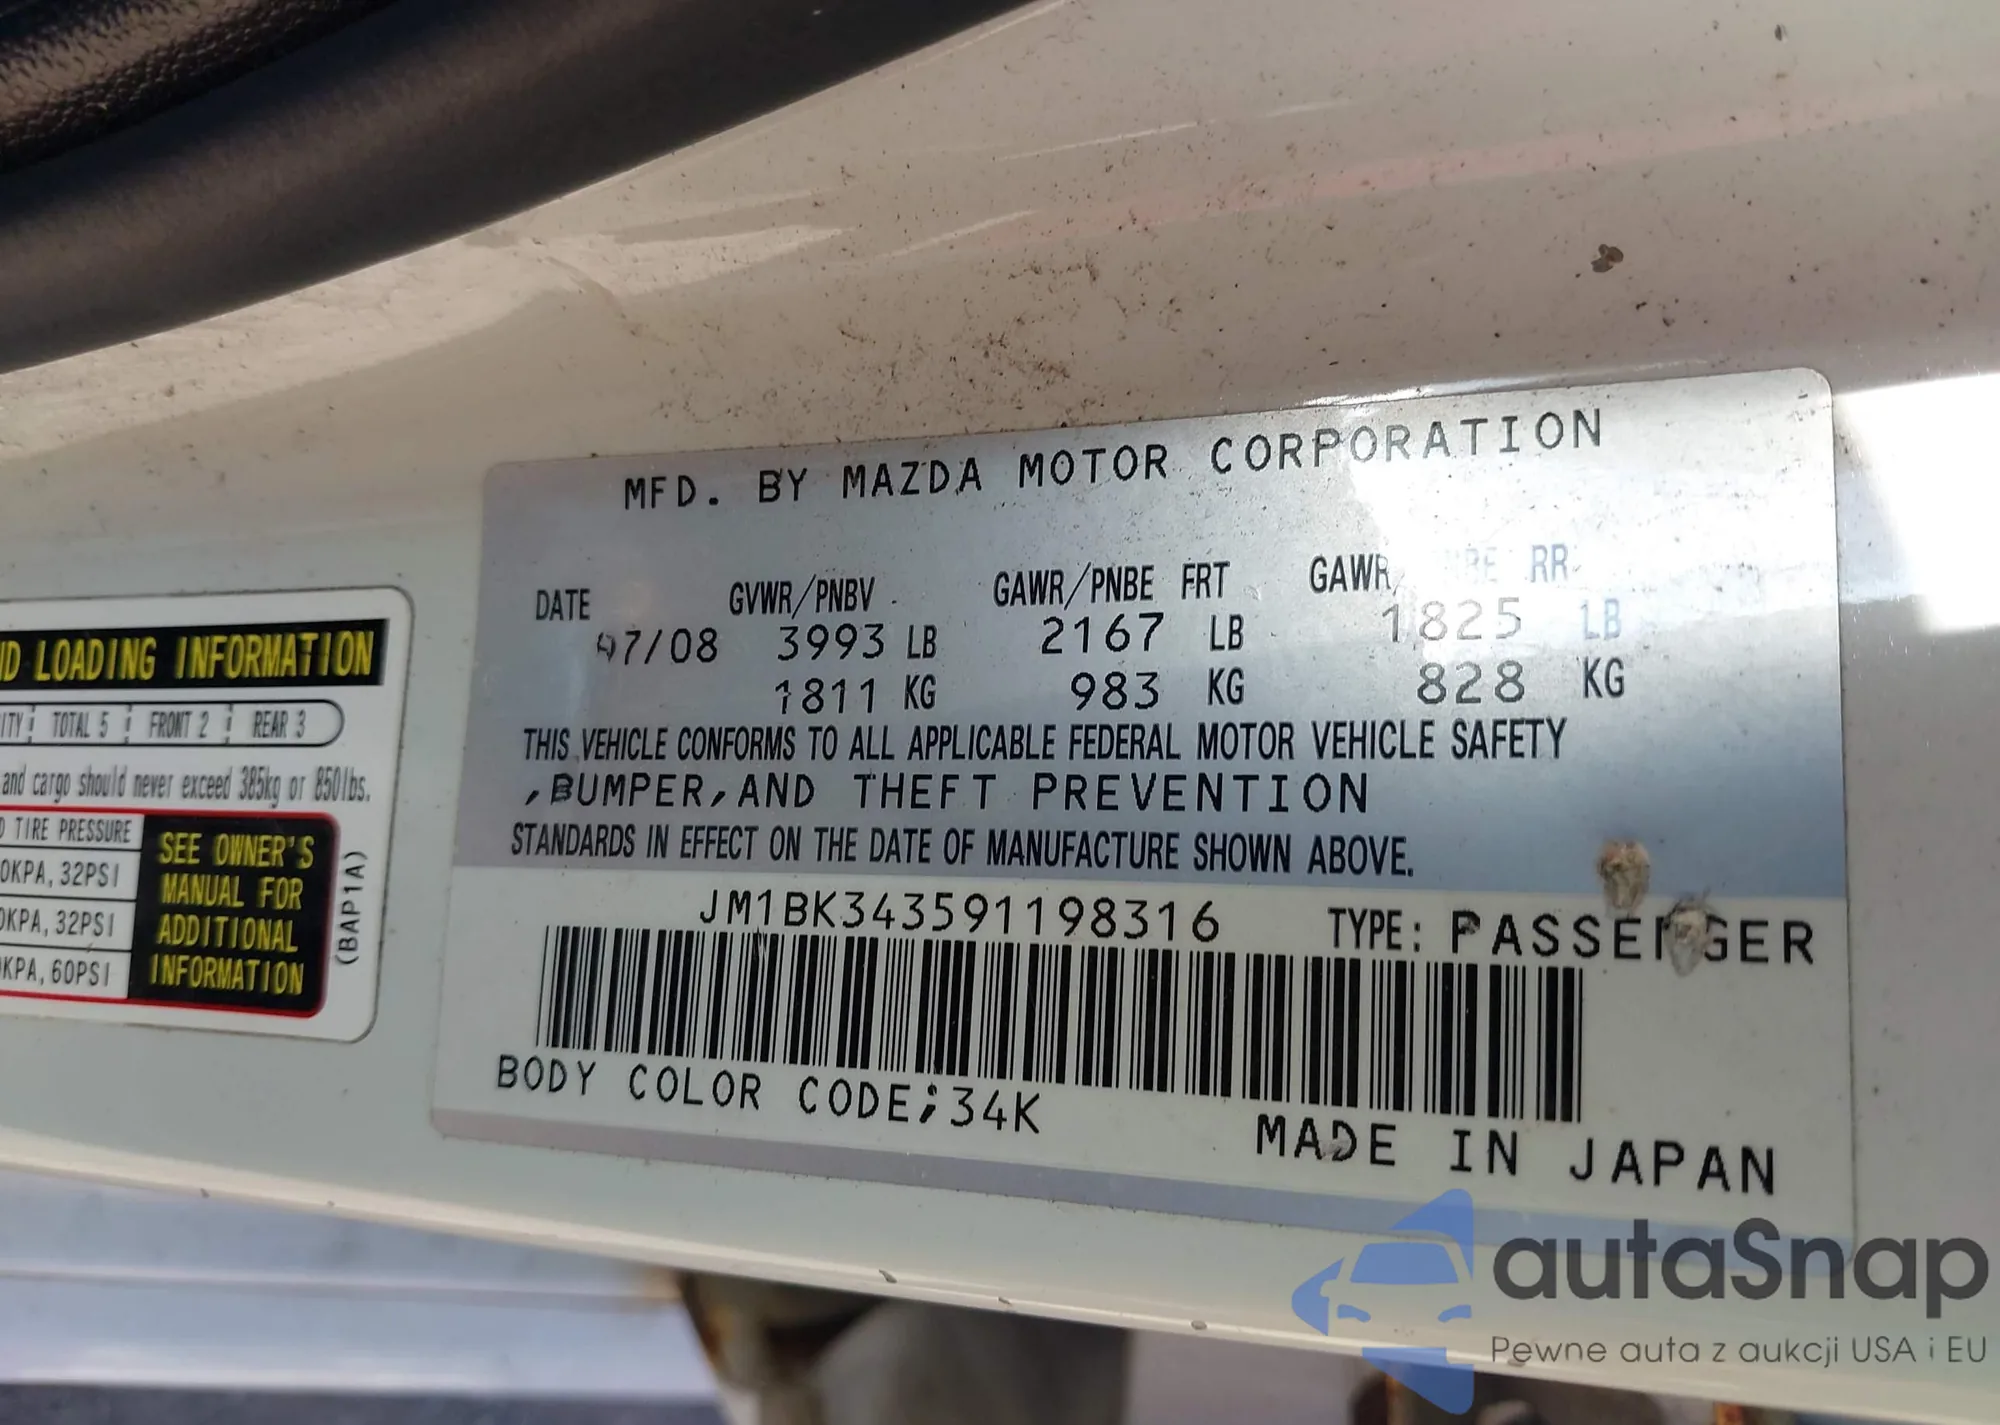 MFD. BY MAZDA MOTOR CORPORATION
DATE GVWR/PNBV GAWR/PNBE FRT GAWR/PNBE RR
07/08 3993 LB 2167 LB 1825 LB
1811 KG 983 KG 828 KG
THIS VEHICLE CONFORMS TO ALL APPLICABLE FEDERAL MOTOR VEHICLE SAFETY
,BUMPER,AND THEFT PREVENTION
STANDARDS IN EFFECT ON THE DATE OF MANUFACTURE SHOWN ABOVE.
JM1BK343591198316 TYPE: PASSENGER
BODY COLOR CODE;34K
MADE IN JAPAN
LOADING INFORMATION
TOTAL 5 FRONT 2 REAR 3
and cargo should never exceed 385kg or 850lbs.
TIRE PRESSURE
32PSI
32PSI
KPA, 60PSI
SEE OWNER'S
MANUAL FOR
ADDITIONAL
INFORMATION
(BAP1A)
autaSnap
Pewne auta z aukcji USA i EU